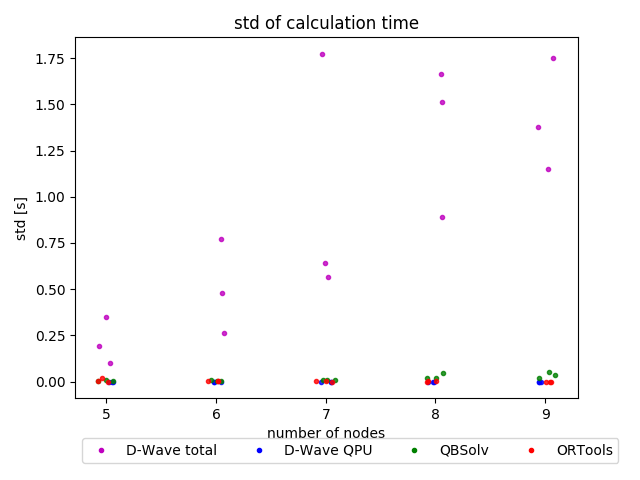 std of calculation time
std [s]
1.75
1.50
1.25
1.00
0.75
0.50
0.25
0.00
5 6 7 8 9
number of nodes
D-Wave total D-Wave QPU QBSolv ORTools